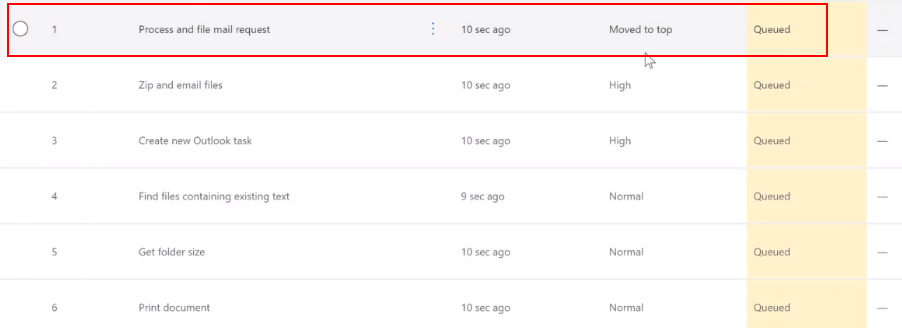 1 Process and file mail request 10 sec ago Moved to top Queued —
2 Zip and email files 10 sec ago High Queued —
3 Create new Outlook task 10 sec ago High Queued —
4 Find files containing existing text 9 sec ago Normal Queued —
5 Get folder size 10 sec ago Normal Queued —
6 Print document 10 sec ago Normal Queued —